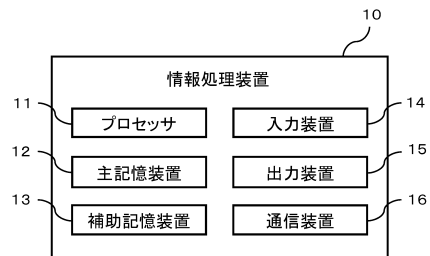 10
情報処理装置
11 プロセッサ 入力装置 14
12 主記憶装置 出力装置 15
13 補助記憶装置 通信装置 16